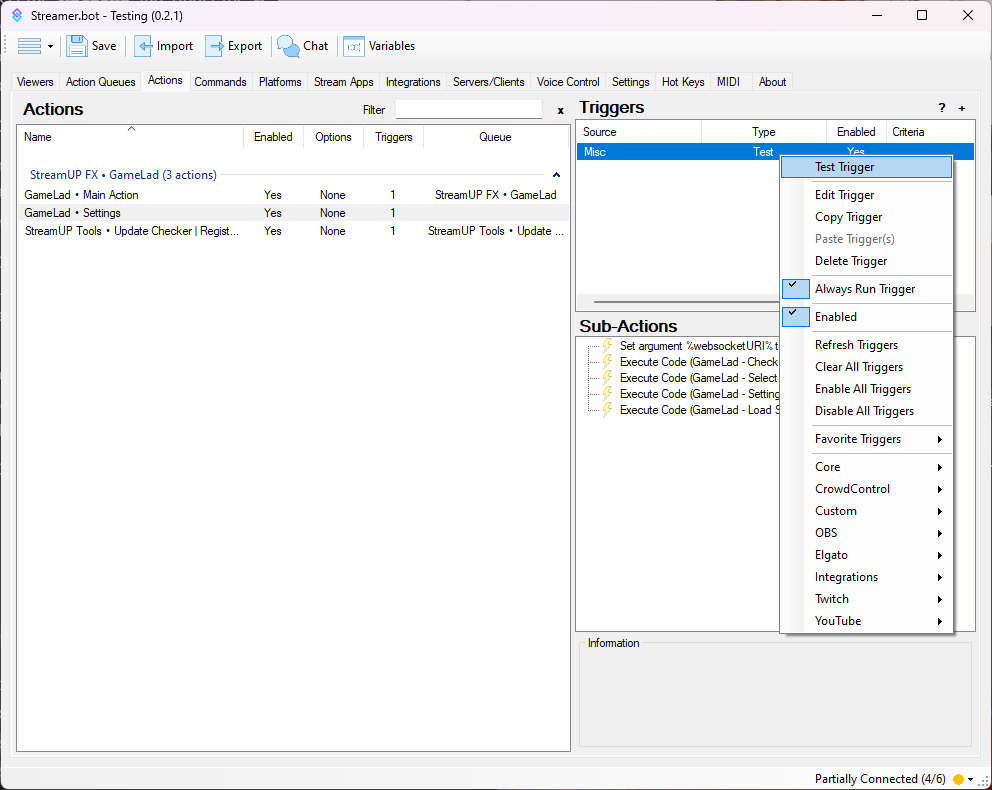 Streamer.bot - Testing (0.2.1)
Save Import Export Chat Variables
Viewers Action Queues Actions Commands Platforms Stream Apps Integrations Servers/Clients Voice Control Settings Hot Keys MIDI About
Actions Filter x
Name Enabled Options Triggers Queue
StreamUP FX • GameLad (3 actions)
GameLad • Main Action Yes None 1 StreamUP FX • GameLad
GameLad • Settings Yes None 1
StreamUP Tools • Update Checker | Regist... Yes None 1 StreamUP Tools • Update ...
Triggers ? +
Source Type Enabled Criteria
Misc Test Yes
Test Trigger
Edit Trigger
Copy Trigger
Paste Trigger(s)
Delete Trigger
Always Run Trigger
Enabled
Refresh Triggers
Clear All Triggers
Enable All Triggers
Disable All Triggers
Favorite Triggers
Core
CrowdControl
Custom
OBS
Elgato
Integrations
Twitch
YouTube
Sub-Actions
Set argument %websocketURI% t
Execute Code (GameLad - Check
Execute Code (GameLad - Select
Execute Code (GameLad - Setting
Execute Code (GameLad - Load S
Information
Partially Connected (4/6)